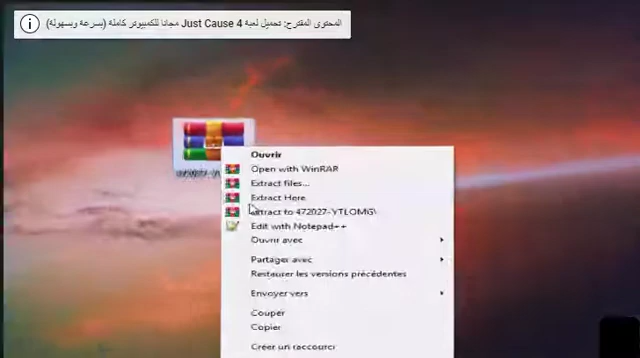 المحتوى المقترح: تحميل لعبة Just Cause 4 مجانا للكمبيوتر كاملة (بسرعة وبسهولة)
Ouvrir
Open with WinRAR
Extract files...
Extract Here
Extract to 472027-YTLOMG\
Edit with Notepad++
Ouvrir avec
Partager avec
Restaurer les versions précédentes
Envoyer vers
Couper
Copier
Créer un raccourci